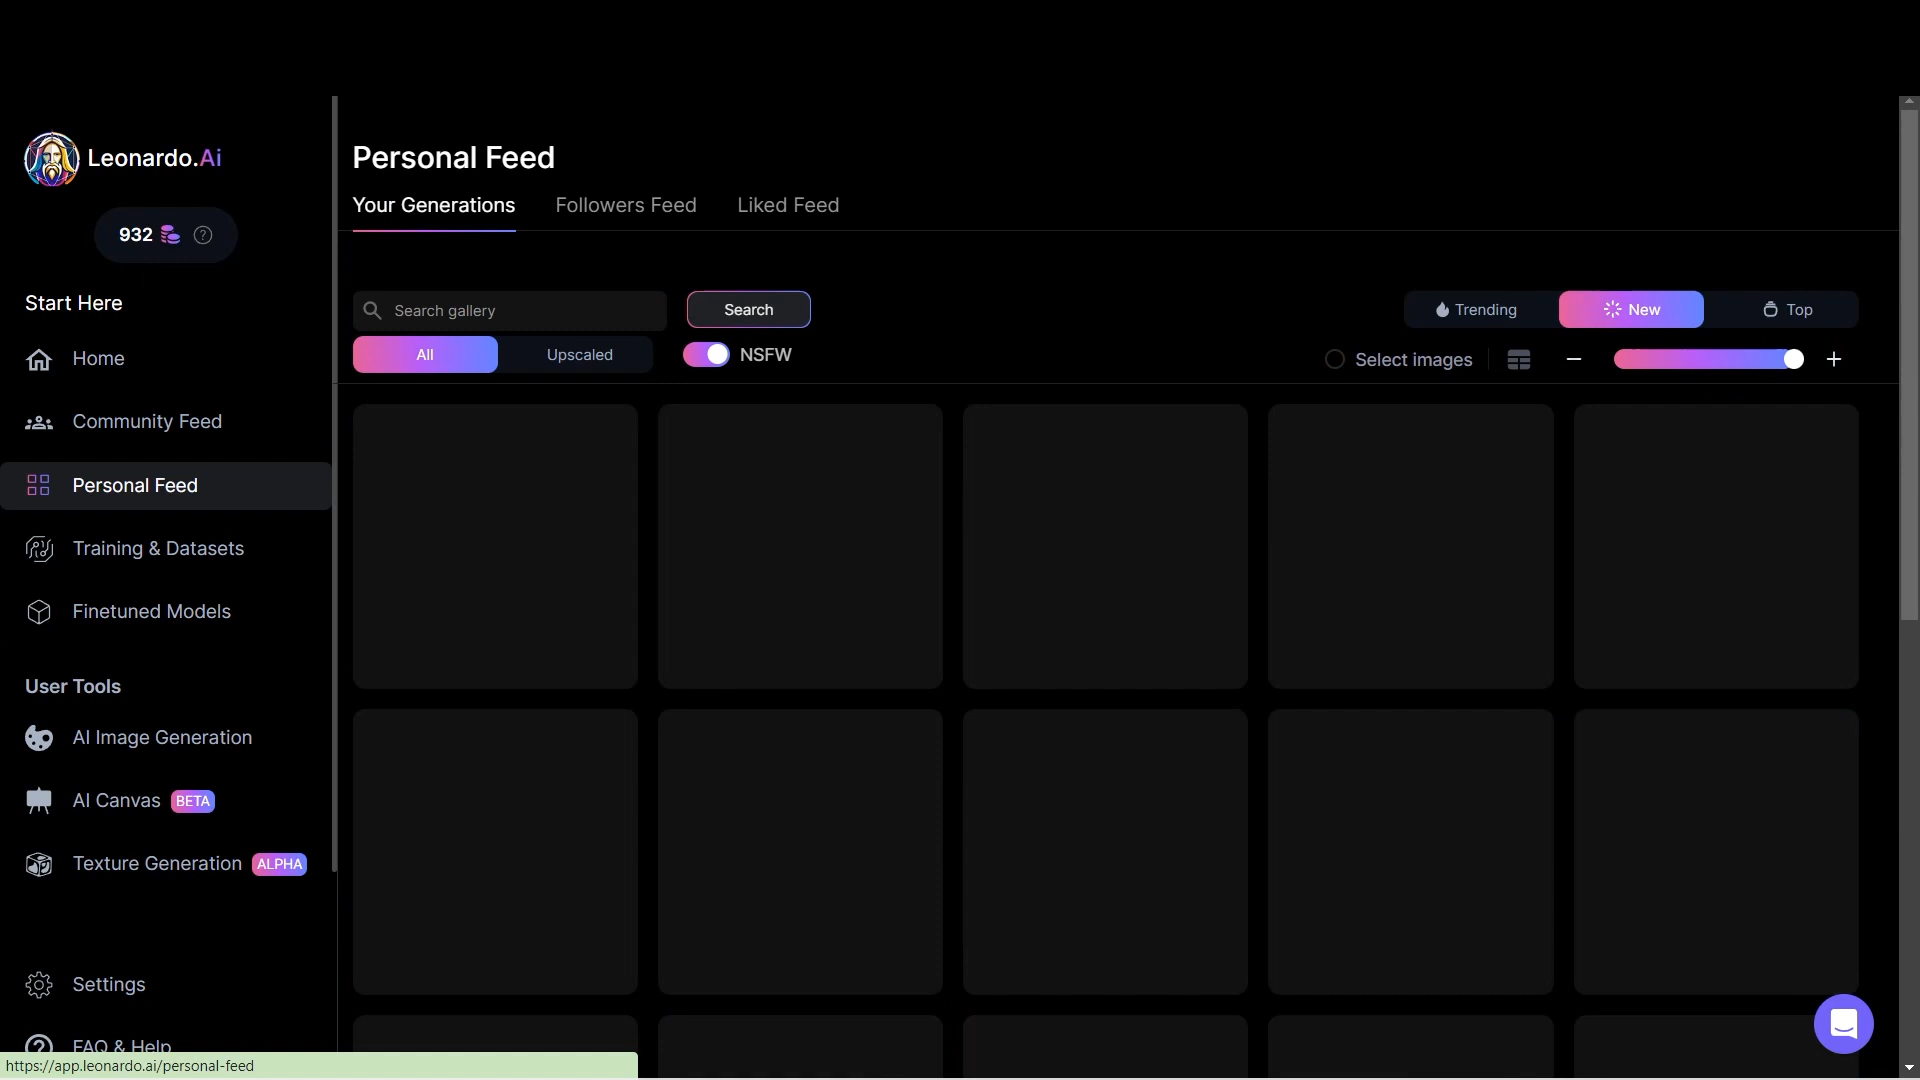 Leonardo.Ai
932
Start Here
Home
Community Feed
Personal Feed
Training & Datasets
Finetuned Models
User Tools
AI Image Generation
AI Canvas BETA
Texture Generation ALPHA
Settings
FAQ & Help
https://app.leonardo.ai/personal-feed
Personal Feed
Your Generations Followers Feed Liked Feed
Search gallery Search Trending New Top
All Upscaled NSFW Select images